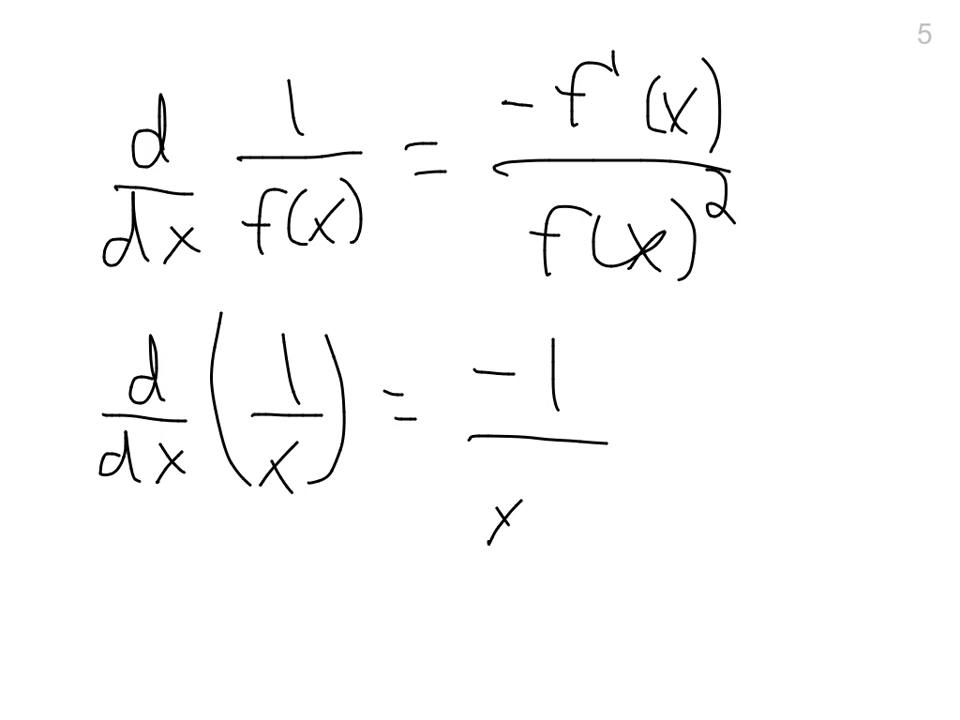 5
d/dx 1/f(x) = -f'(x)/f(x)²
d/dx (1/x) = -1/x